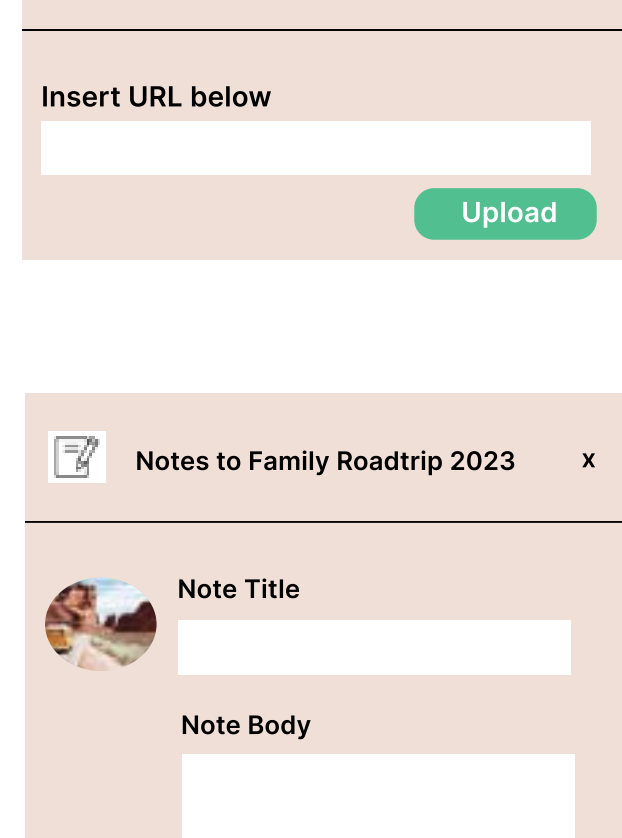 Insert URL below
Upload
Notes to Family Roadtrip 2023
x
Note Title
Note Body